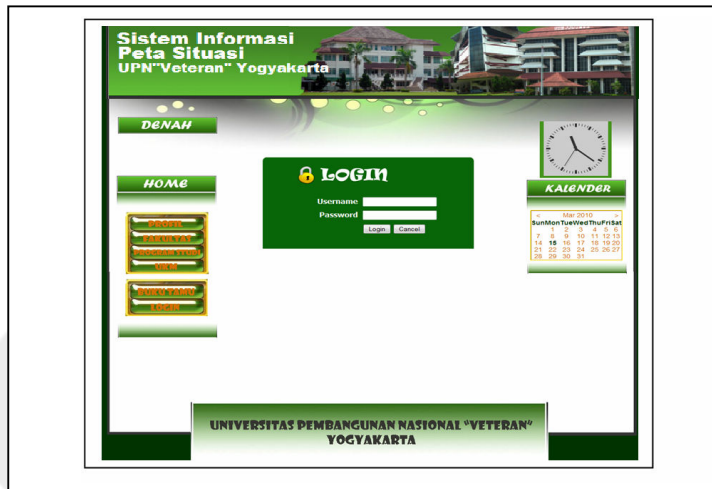 Sistem Informasi
Peta Situasi
UPN"Veteran" Yogyakarta
DENAH
HOME
PROFIL
FAKULTAS
PROGRAM STUDI
UKM
BUKU TAMU
LOGIN
LOGIN
Username
Password
Login Cancel
KALENDER
< Mar 2010 >
SunMonTueWedThuFriSat
1 2 3 4 5 6
7 8 9 10 11 12 13
14 15 16 17 18 19 20
21 22 23 24 25 26 27
28 29 30 31
UNIVERSITAS PEMBANGUNAN NASIONAL "VETERAN"
YOGYAKARTA